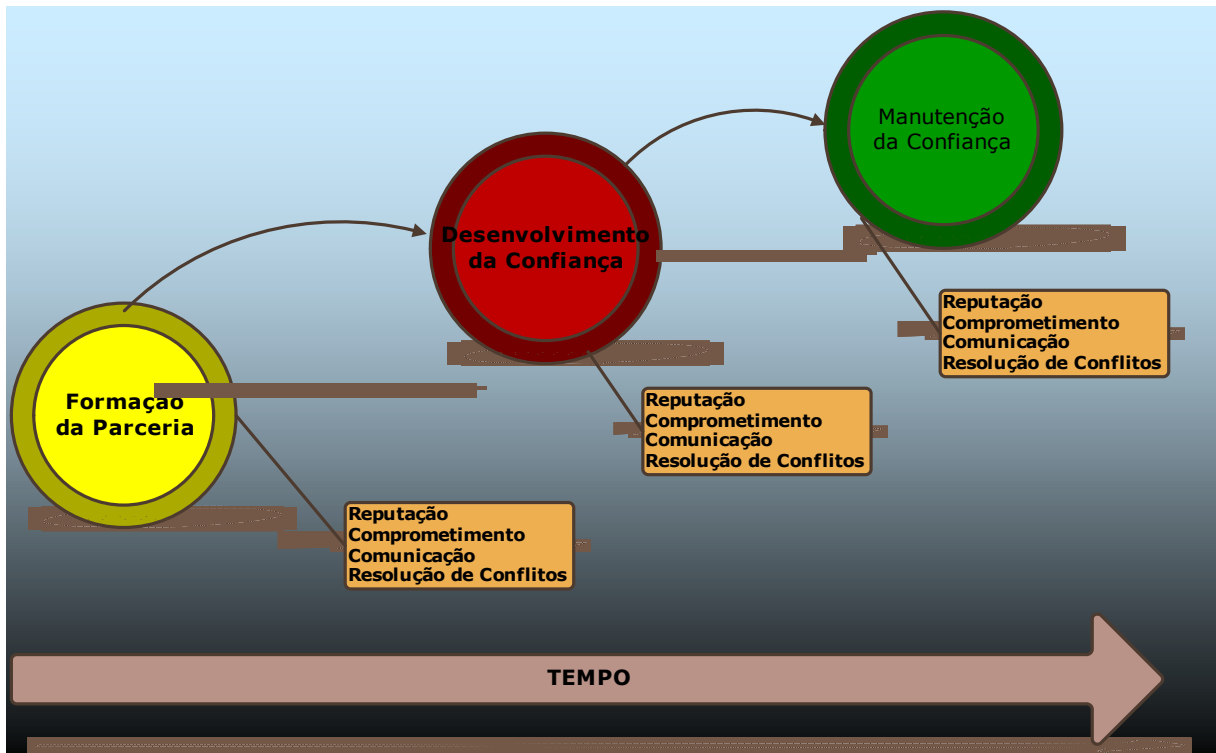 Manutenção
da Confiança
Desenvolvimento
da Confiança
Reputação
Comprometimento
Comunicação
Resolução de Conflitos
Formação
da Parceria
Reputação
Comprometimento
Comunicação
Resolução de Conflitos
Reputação
Comprometimento
Comunicação
Resolução de Conflitos
TEMPO